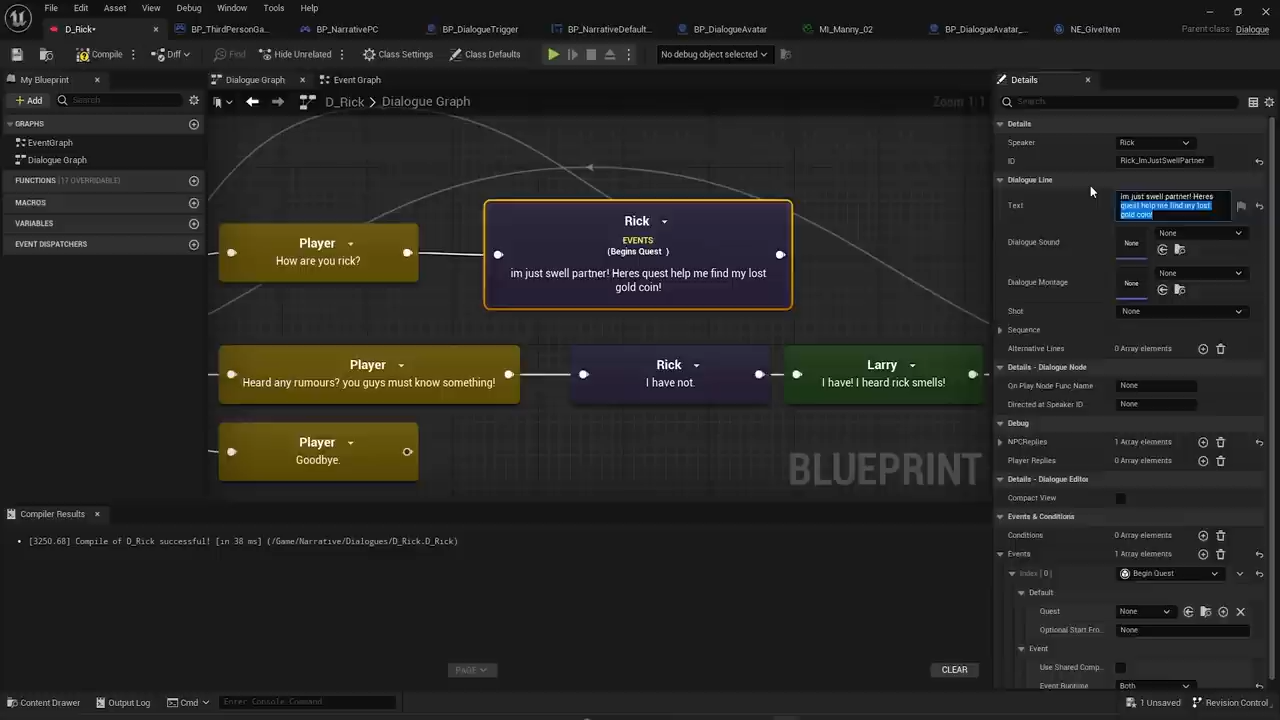 File Edit Asset View Debug Window Tools Help
D_Rick•
BP_ThirdPersonGa...
BP_NarrativePC
BP_DialogueTrigger
BP_NarrativeDefault...
BP_DialogueAvatar
MI_Manny_02
BP_DialogueAvatar_...
NE_GiveItem
Parent class: Dialogue
Compile
Diff
Find
Hide Unrelated
Class Settings
Class Defaults
No debug object selected
My Blueprint
Dialogue Graph
Event Graph
Details
+ Add
Search
D_Rick > Dialogue Graph
Zoom 1:1
Search
GRAPHS
EventGraph
Dialogue Graph
FUNCTIONS (17 OVERRIDABLE)
MACROS
VARIABLES
EVENT DISPATCHERS
Player
How are you rick?
Rick
EVENTS
(Begins Quest )
im just swell partner! Heres quest help me find my lost
gold coin!
Player
Heard any rumours? you guys must know something!
Rick
I have not.
Larry
I have! I heard rick smells!
Player
Goodbye.
BLUEPRINT
Details
Speaker Rick
ID Rick_ImJustSwellPartner
Dialogue Line
Text
im just swell partner! Heres
quest help me find my lost
gold coin!
Dialogue Sound None None
Dialogue Montage None None
Shot None
Sequence
Alternative Lines 0 Array elements
Details - Dialogue Node
On Play Node Func Name None
Directed at Speaker ID None
Debug
NPCReplies 1 Array elements
Player Replies 0 Array elements
Details - Dialogue Editor
Compact View
Events & Conditions
Conditions 0 Array elements
Events 1 Array elements
Index [ 0 ] Begin Quest
Default
Quest None
Optional Start Fro... None
Event
Use Shared Comp...
Event Runtime Both
Compiler Results
• [3250.68] Compile of D_Rick successful! [in 38 ms] (/Game/Narrative/Dialogues/D_Rick.D_Rick)
PAGE
CLEAR
Content Drawer
Output Log
Cmd
Enter Console Command
1 Unsaved
Revision Control